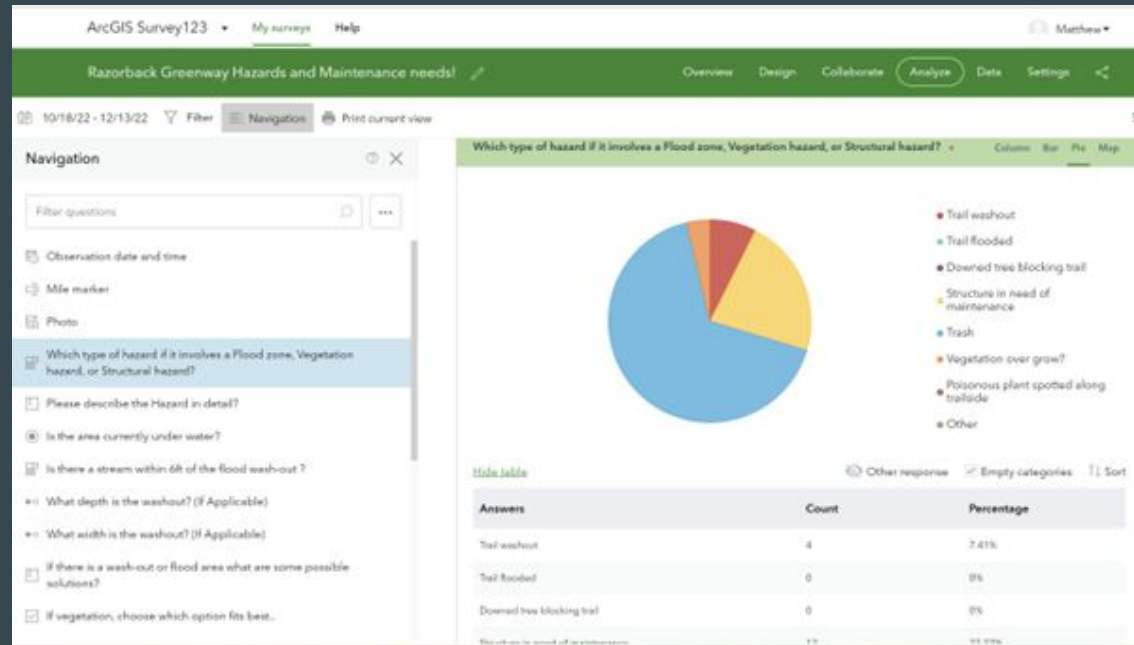 ArcGIS Survey123 My surveys Help Matthew
Razorback Greenway Hazards and Maintenance needs! Overview Design Collaborate Analyze Data Settings
10/18/22 - 12/13/22 Filter Navigation Print current view
Navigation
Filter questions
Observation date and time
Mile marker
Photo
Which type of hazard if it involves a Flood zone, Vegetation
hazard, or Structural hazard?
Please describe the Hazard in detail?
Is the area currently under water?
Is there a stream within 6ft of the flood wash-out ?
What depth is the washout? (If Applicable)
What width is the washout? (If Applicable)
If there is a wash-out or flood area what are some possible
solutions?
If vegetation, choose which option fits best..
Which type of hazard if it involves a Flood zone, Vegetation hazard, or Structural hazard? Column Bar Pie Map
Trail washout
Trail flooded
Downed tree blocking trail
Structure in need of
maintenance
Trash
Vegetation over grow?
Poisonous plant spotted along
trailside
Other
Hide table Other response Empty categories Sort
Answers Count Percentage
Trail washout 4 7.41%
Trail flooded 0 0%
Downed tree blocking trail 0 0%
Structure in need of maintenance